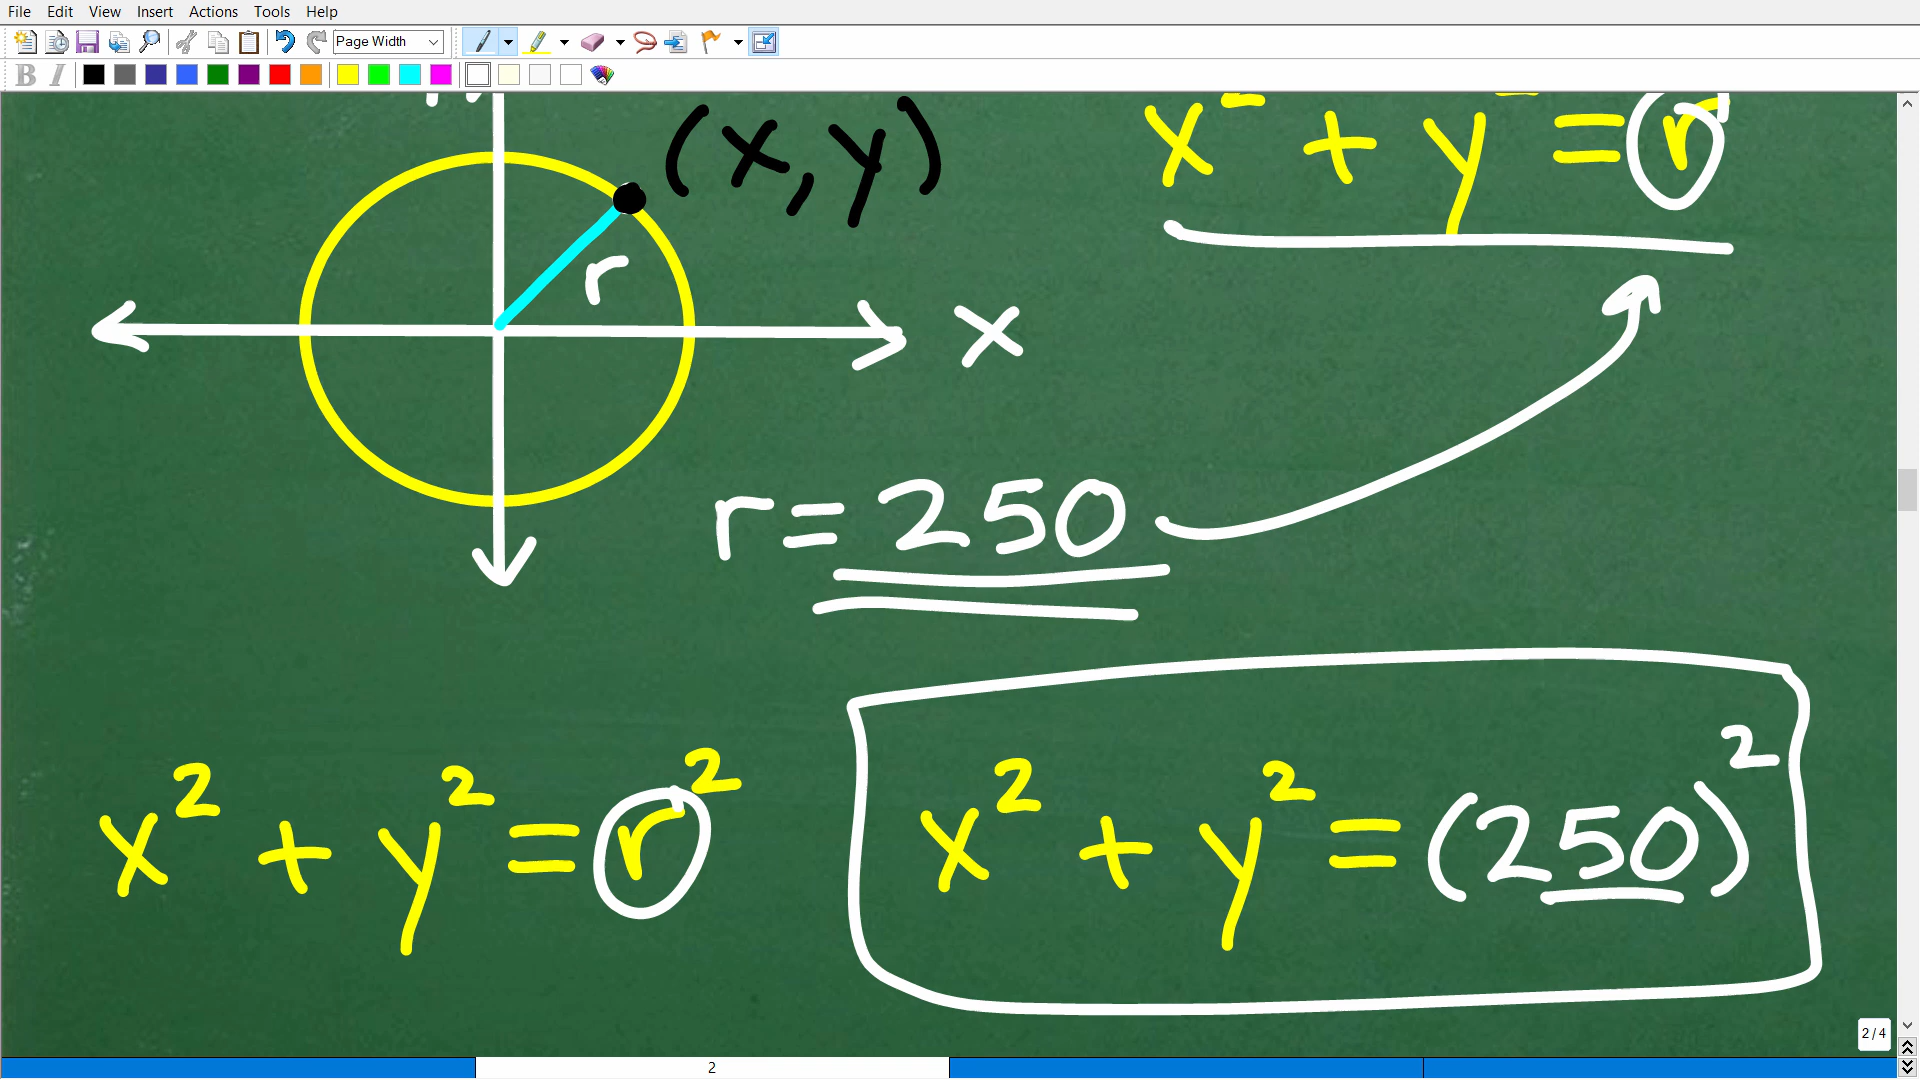 File Edit View Insert Actions Tools Help
Page Width
B I
(x,y)
x² + y² = r
r
x
r = 250
x² + y² = r²
x² + y² = (250)²
2/4
2